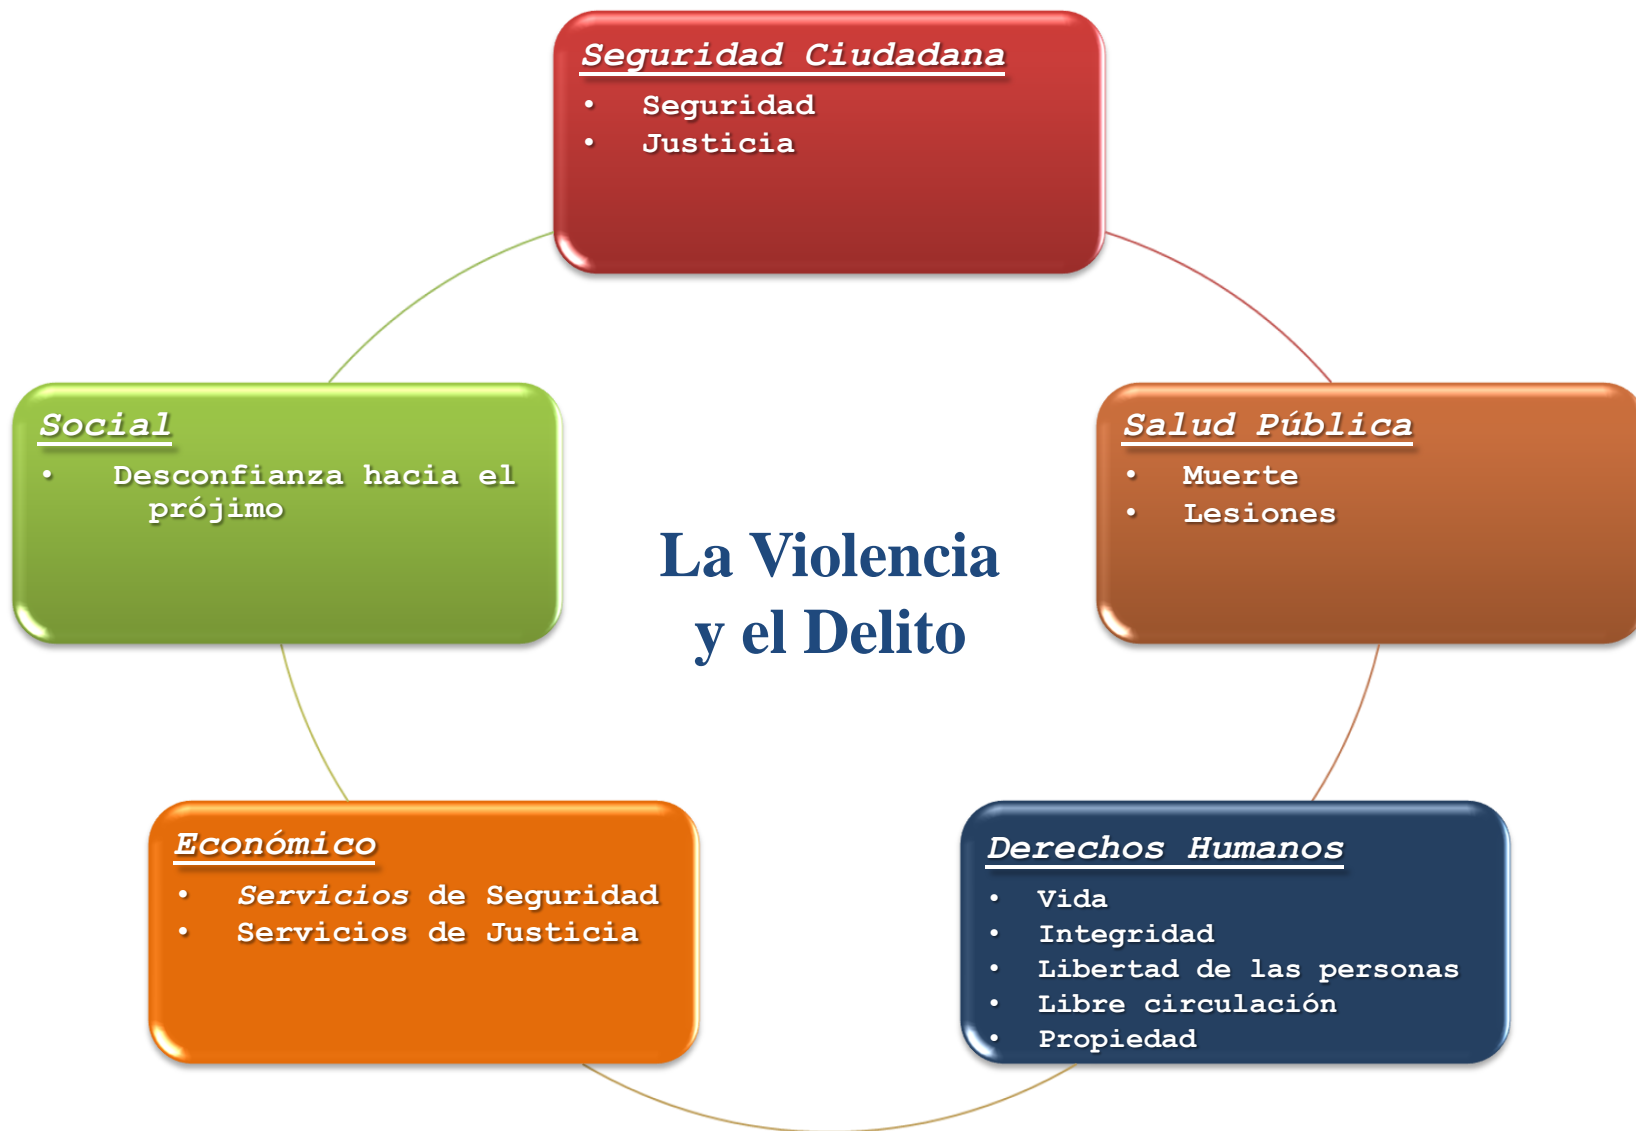 Seguridad Ciudadana
• Seguridad
• Justicia
Social
• Desconfianza hacia el
prójimo
Salud Pública
• Muerte
• Lesiones
La Violencia
y el Delito
Económico
• Servicios de Seguridad
• Servicios de Justicia
Derechos Humanos
• Vida
• Integridad
• Libertad de las personas
• Libre circulación
• Propiedad